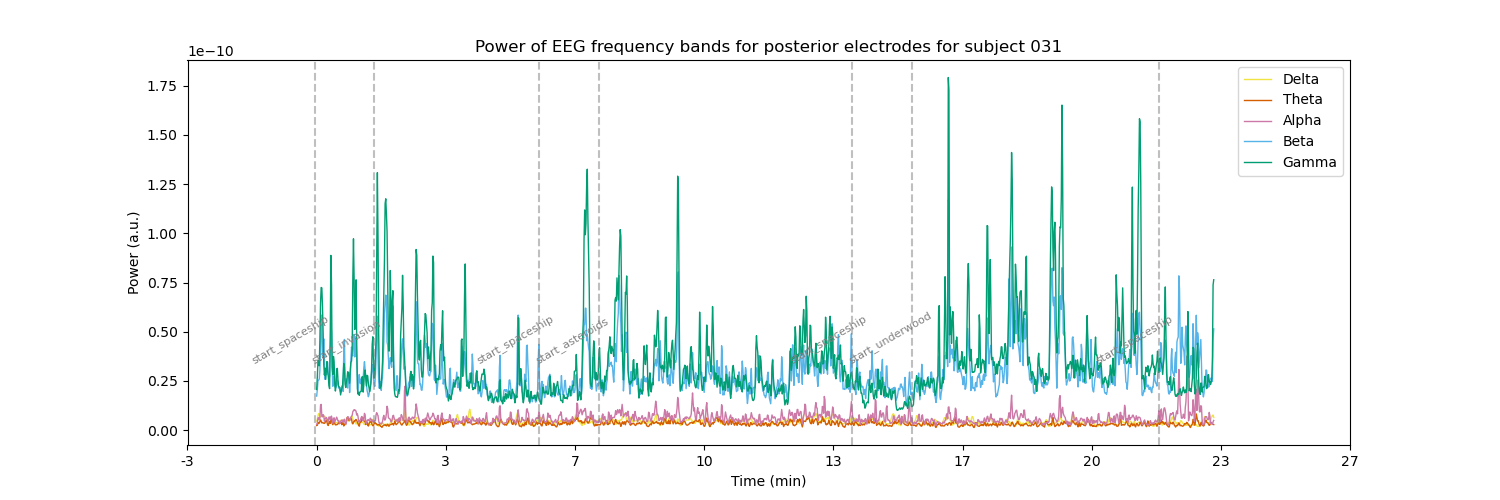 Power of EEG frequency bands for posterior electrodes for subject 031
1e−10
1.75
1.50
1.25
1.00
0.75
0.50
0.25
0.00
Power (a.u.)
Delta
Theta
Alpha
Beta
Gamma
start_spaceship
start_invasion
start_spaceship
start_asteroids
start_spaceship
start_underwood
start_spaceship
-3
0
3
7
10
13
17
20
23
27
Time (min)